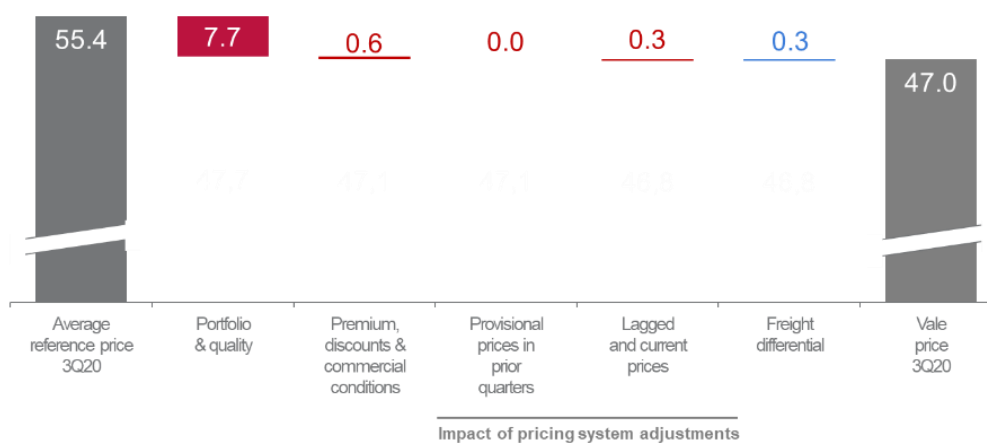 55.4
7.7
0.6
0.0
0.3
0.3
47.0
47,7
47,1
47,1
46,8
46,8
Average
reference price
3Q20
Portfolio
& quality
Premium,
discounts &
commercial
conditions
Provisional
prices in
prior
quarters
Lagged
and current
prices
Freight
differential
Vale
price
3Q20
Impact of pricing system adjustments